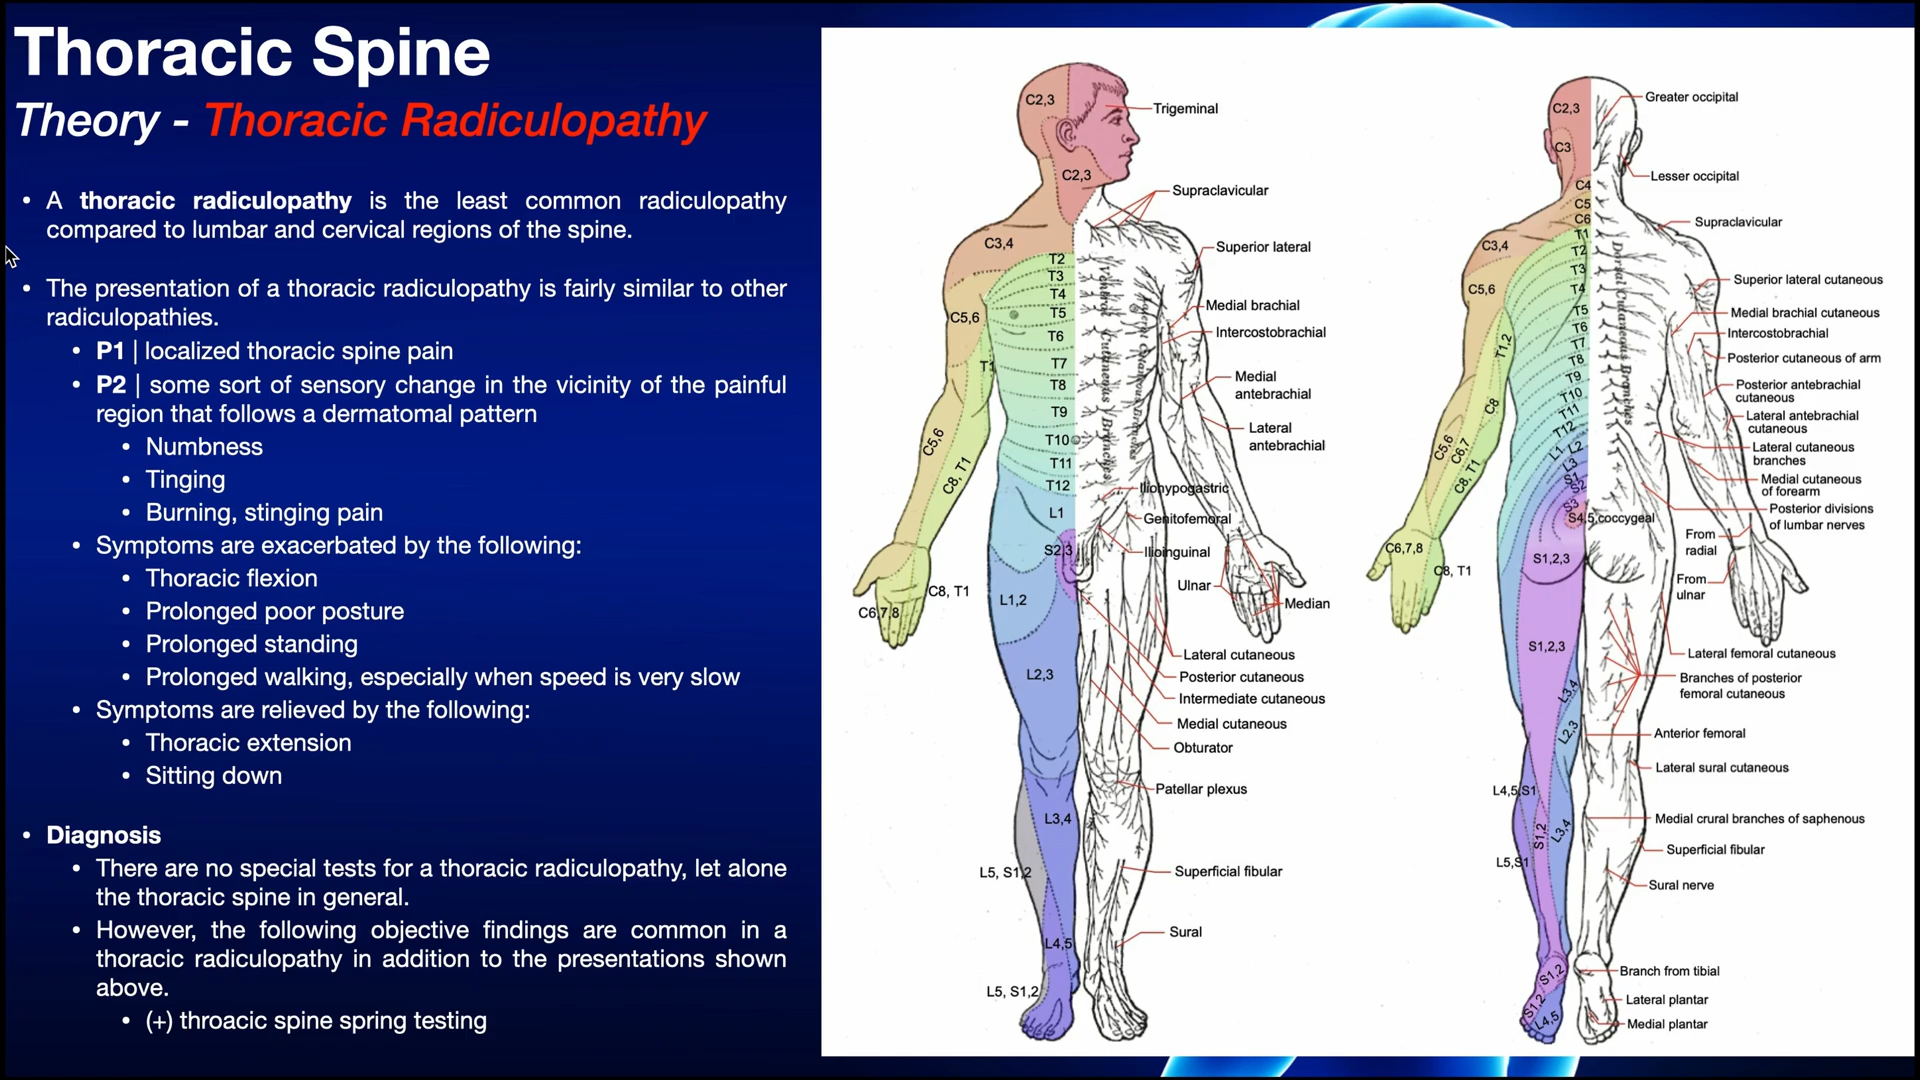 Thoracic Spine
Theory - Thoracic Radiculopathy
• A thoracic radiculopathy is the least common radiculopathy
compared to lumbar and cervical regions of the spine.
• The presentation of a thoracic radiculopathy is fairly similar to other
radiculopathies.
• P1 | localized thoracic spine pain
• P2 | some sort of sensory change in the vicinity of the painful
region that follows a dermatomal pattern
• Numbness
• Tinging
• Burning, stinging pain
• Symptoms are exacerbated by the following:
• Thoracic flexion
• Prolonged poor posture
• Prolonged standing
• Prolonged walking, especially when speed is very slow
• Symptoms are relieved by the following:
• Thoracic extension
• Sitting down
• Diagnosis
• There are no special tests for a thoracic radiculopathy, let alone
the thoracic spine in general.
• However, the following objective findings are common in a
thoracic radiculopathy in addition to the presentations shown
above.
• (+) throacic spine spring testing
C2,3
Trigeminal
C2,3
Supraclavicular
C3,4
Superior lateral
T2
T3
T4
T5
C5,6
Medial brachial
Intercostobrachial
T6
T1
T7
T8
Medial
antebrachial
T9
C5,6
T10
Lateral
antebrachial
T11
C8, T1
T12
Iliohypogastric
L1
Genitofemoral
S2,3
Ilioinguinal
Ulnar
Median
C8, T1
C6,7,8
L1,2
Lateral cutaneous
L2,3
Posterior cutaneous
Intermediate cutaneous
Medial cutaneous
Obturator
Patellar plexus
L3,4
L5, S1,2
Superficial fibular
Sural
L4,5
L5, S1,2
Ventral Cutaneous Branches
C2,3
Greater occipital
C3
Lesser occipital
C4
C5
C6
Supraclavicular
T1
C3,4
T2
T3
C5,6
T4
Superior lateral cutaneous
T5
Medial brachial cutaneous
T6
Intercostobrachial
T1,2
T7
T8
Posterior cutaneous of arm
T9
T10
Posterior antebrachial
cutaneous
C8
T11
Lateral antebrachial
cutaneous
T12
C5,6
C6,7
L1
L2
Lateral cutaneous
branches
L3
C8, T1
S1
S2
Medial cutaneous
of forearm
S3
S4,5,coccygeal
Posterior divisions
of lumbar nerves
From
radial
C6,7,8
C8, T1
S1,2,3
From
ulnar
S1,2,3
Lateral femoral cutaneous
L3,4
Branches of posterior
femoral cutaneous
L2,3
Anterior femoral
Lateral sural cutaneous
L4,5,S1
S1,2
L3,4
Medial crural branches of saphenous
L5,S1
Superficial fibular
Sural nerve
S1,2
Branch from tibial
S1,2
Lateral plantar
L4,5
Medial plantar
Dorsal Cutaneous Branches